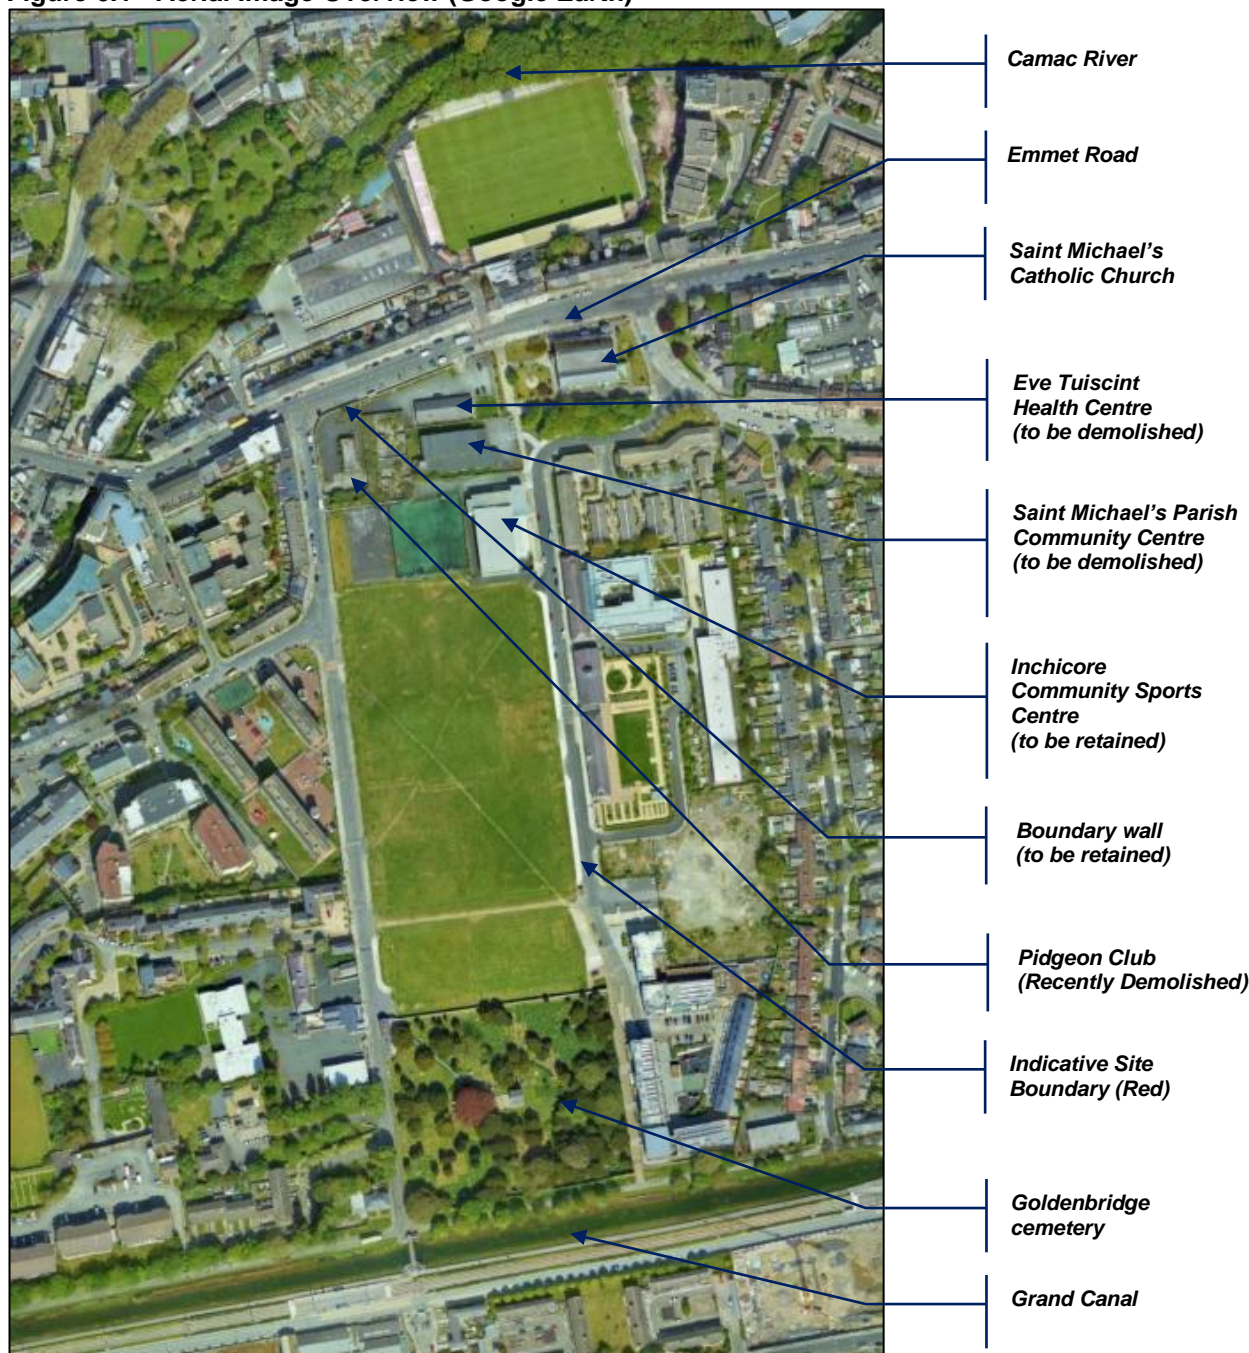 Camac River
Emmet Road
Saint Michael's
Catholic Church
Eve Tuiscint
Health Centre
(to be demolished)
Saint Michael's Parish
Community Centre
(to be demolished)
Inchicore
Community Sports
Centre
(to be retained)
Boundary wall
(to be retained)
Pidgeon Club
(Recently Demolished)
Indicative Site
Boundary (Red)
Goldenbridge
cemetery
Grand Canal